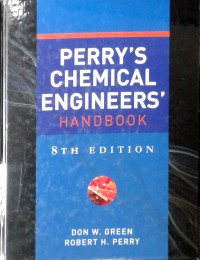 PERRY'S
CHEMICAL
ENGINEERS'
HANDBOOK
8TH EDITION
DON W. GREEN
ROBERT H. PERRY